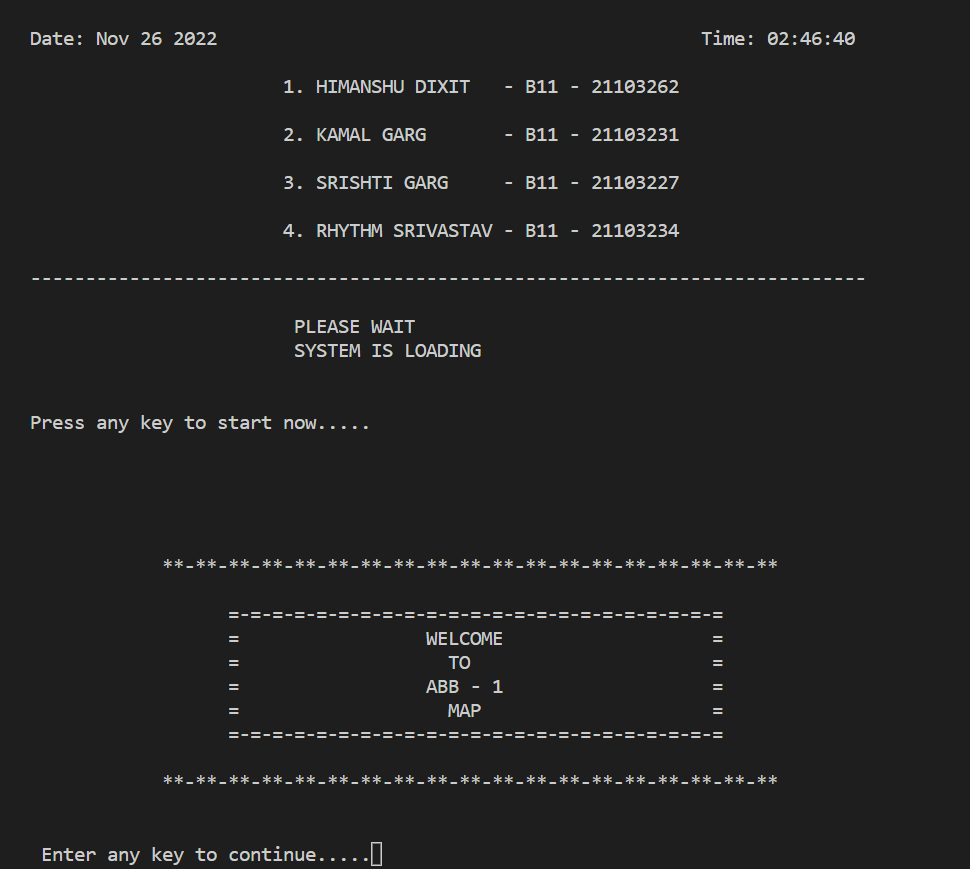 Date: Nov 26 2022 Time: 02:46:40
1. HIMANSHU DIXIT - B11 - 21103262
2. KAMAL GARG - B11 - 21103231
3. SRISHTI GARG - B11 - 21103227
4. RHYTHM SRIVASTAV - B11 - 21103234
----------------------------------------------------------------------------
PLEASE WAIT
SYSTEM IS LOADING
Press any key to start now.....
**-**-**-**-**-**-**-**-**-**-**-**-**-**-**-**-**-**-**
=-=-=-=-=-=-=-=-=-=-=-=-=-=-=-=-=-=-=-=-=-=-=
= WELCOME =
= TO =
= ABB - 1 =
= MAP =
=-=-=-=-=-=-=-=-=-=-=-=-=-=-=-=-=-=-=-=-=-=-=
**-**-**-**-**-**-**-**-**-**-**-**-**-**-**-**-**-**-**
Enter any key to continue.....